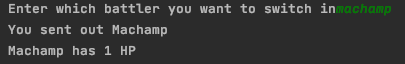 Enter which battler you want to switch inmachamp
You sent out Machamp
Machamp has 1 HP